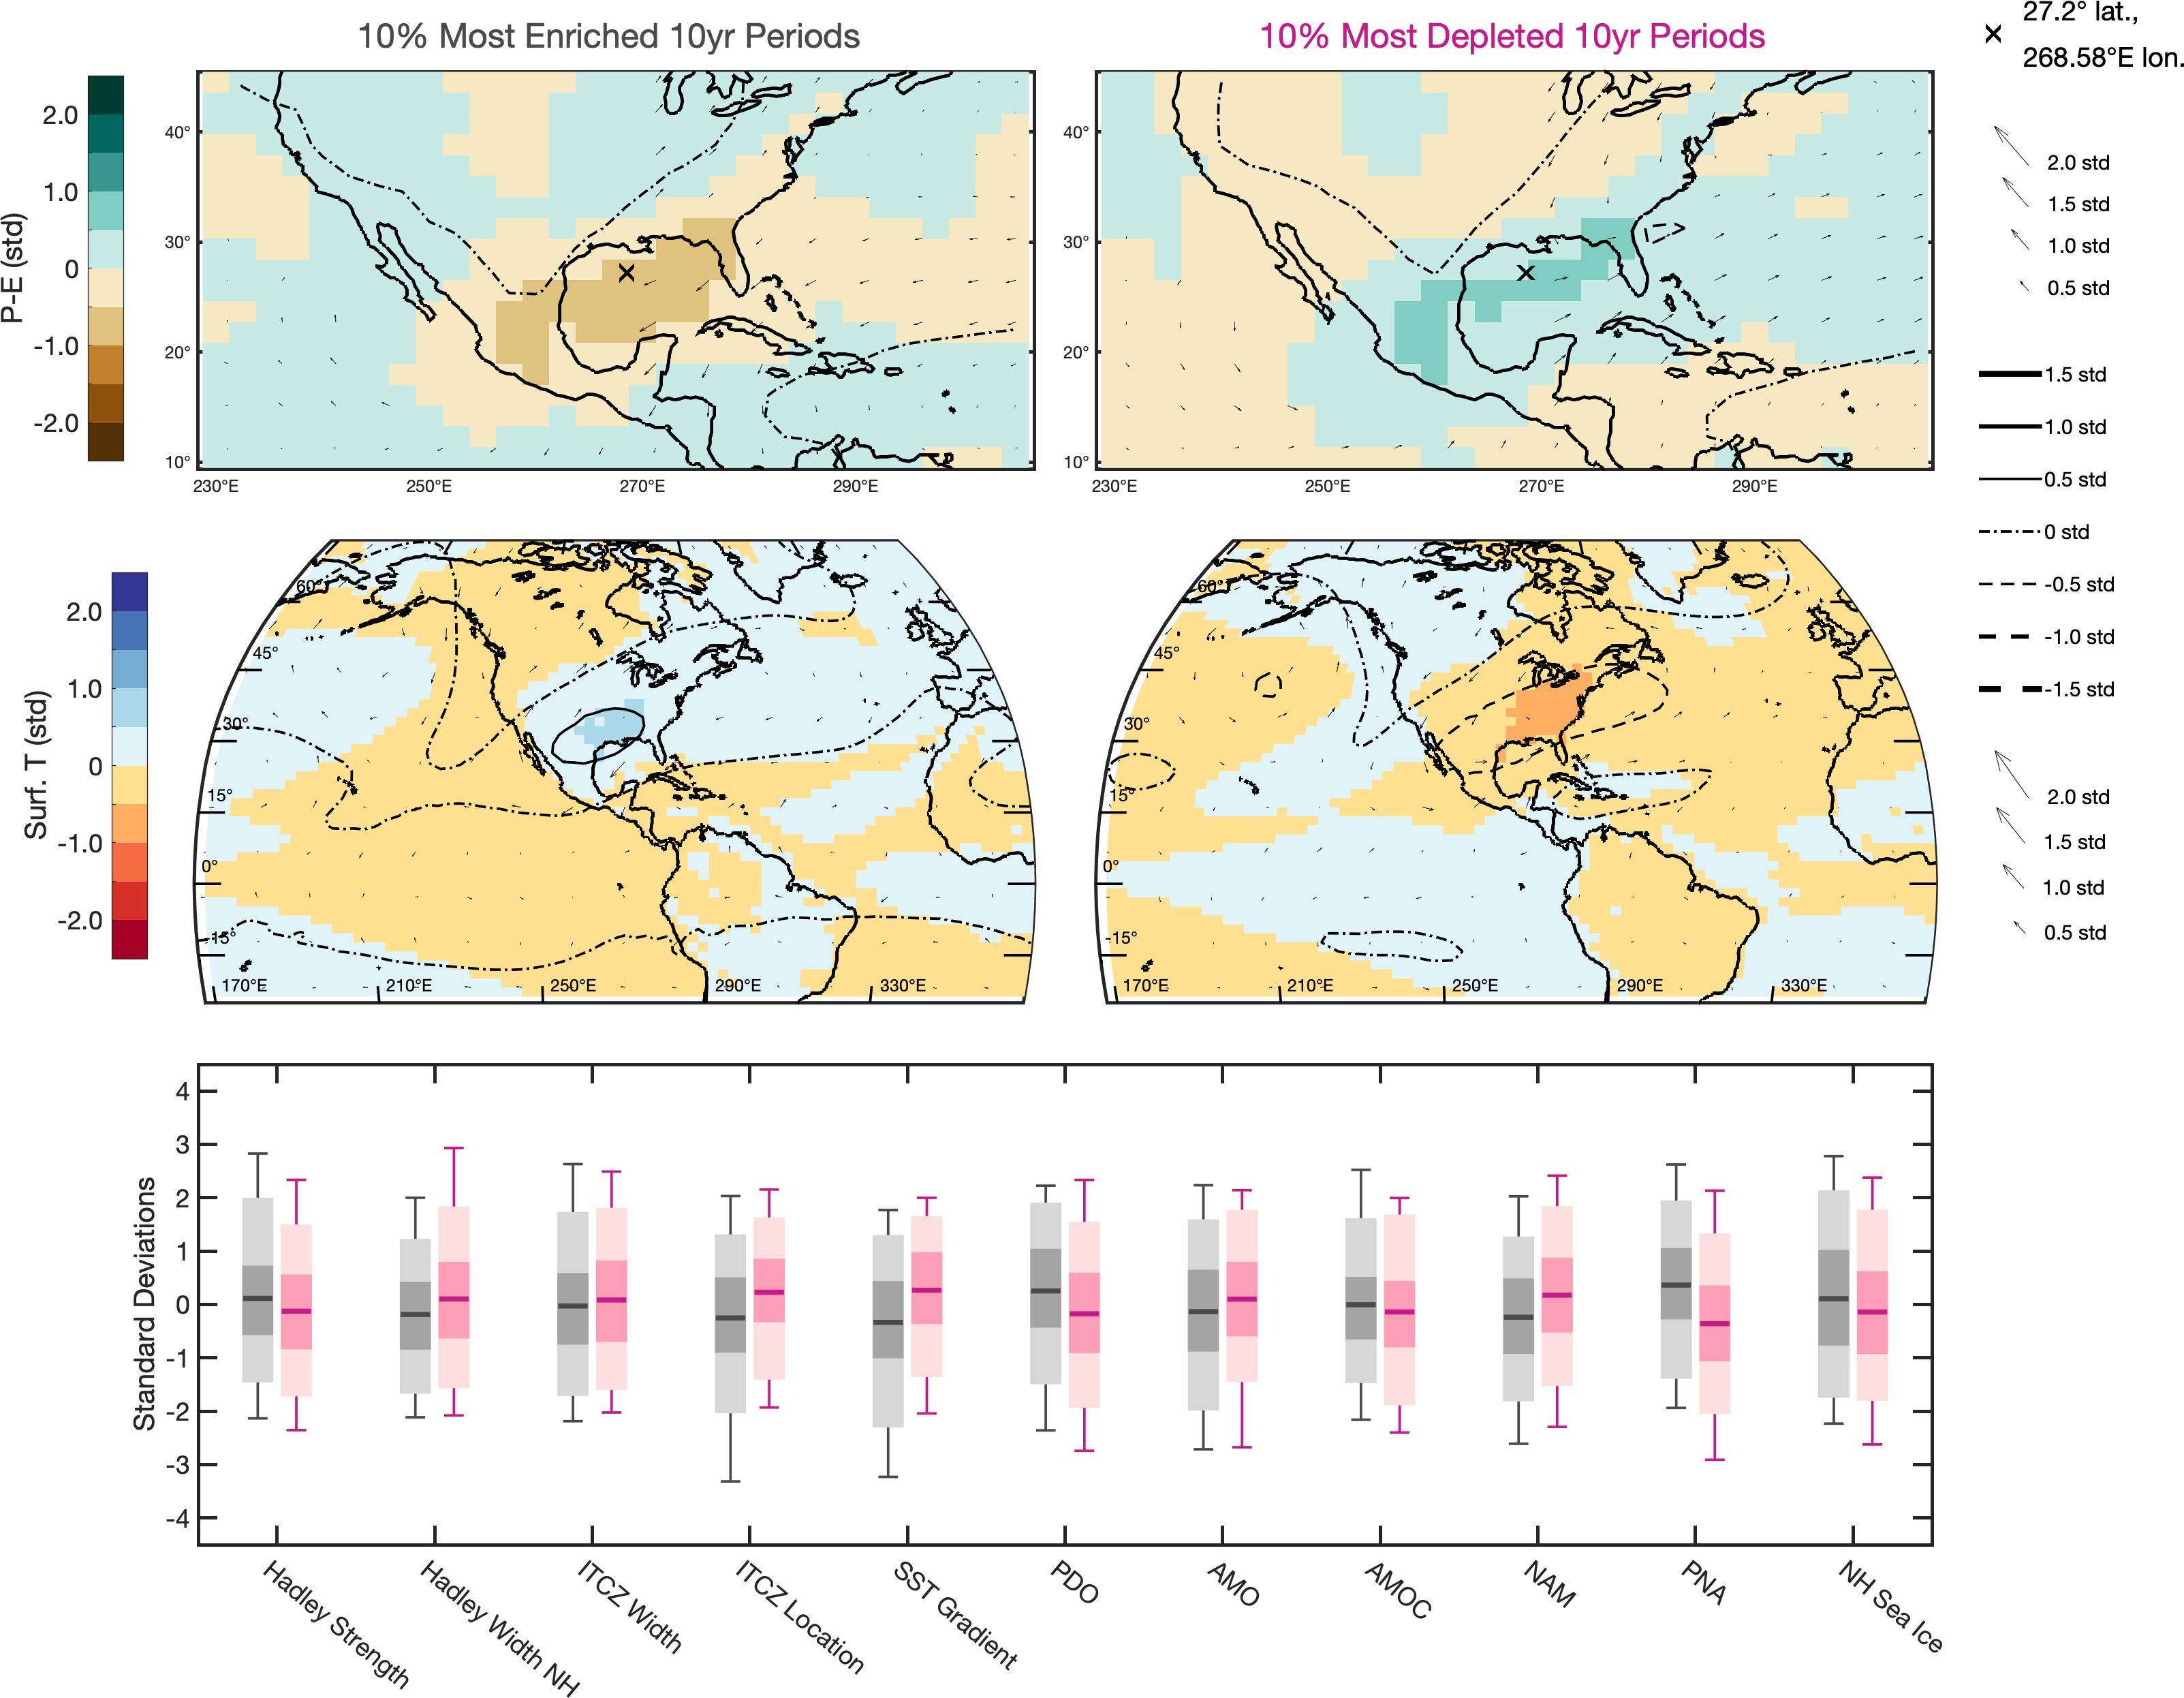 10% Most Enriched 10yr Periods
10% Most Depleted 10yr Periods
27.2° lat.,
268.58°E lon.
P-E (std)
2.0
1.0
0
-1.0
-2.0
40°
30°
20°
10°
230°E 250°E 270°E 290°E
40°
30°
20°
10°
230°E 250°E 270°E 290°E
2.0 std
1.5 std
1.0 std
0.5 std
1.5 std
1.0 std
0.5 std
0 std
-0.5 std
-1.0 std
-1.5 std
Surf. T (std)
2.0
1.0
0
-1.0
-2.0
60°
45°
30°
15°
0°
-15°
170°E 210°E 250°E 290°E 330°E
60°
45°
30°
15°
0°
-15°
170°E 210°E 250°E 290°E 330°E
2.0 std
1.5 std
1.0 std
0.5 std
Standard Deviations
4
3
2
1
0
-1
-2
-3
-4
Hadley Strength
Hadley Width NH
ITCZ Width
ITCZ Location
SST Gradient
PDO
AMO
AMOC
NAM
PNA
NH Sea Ice